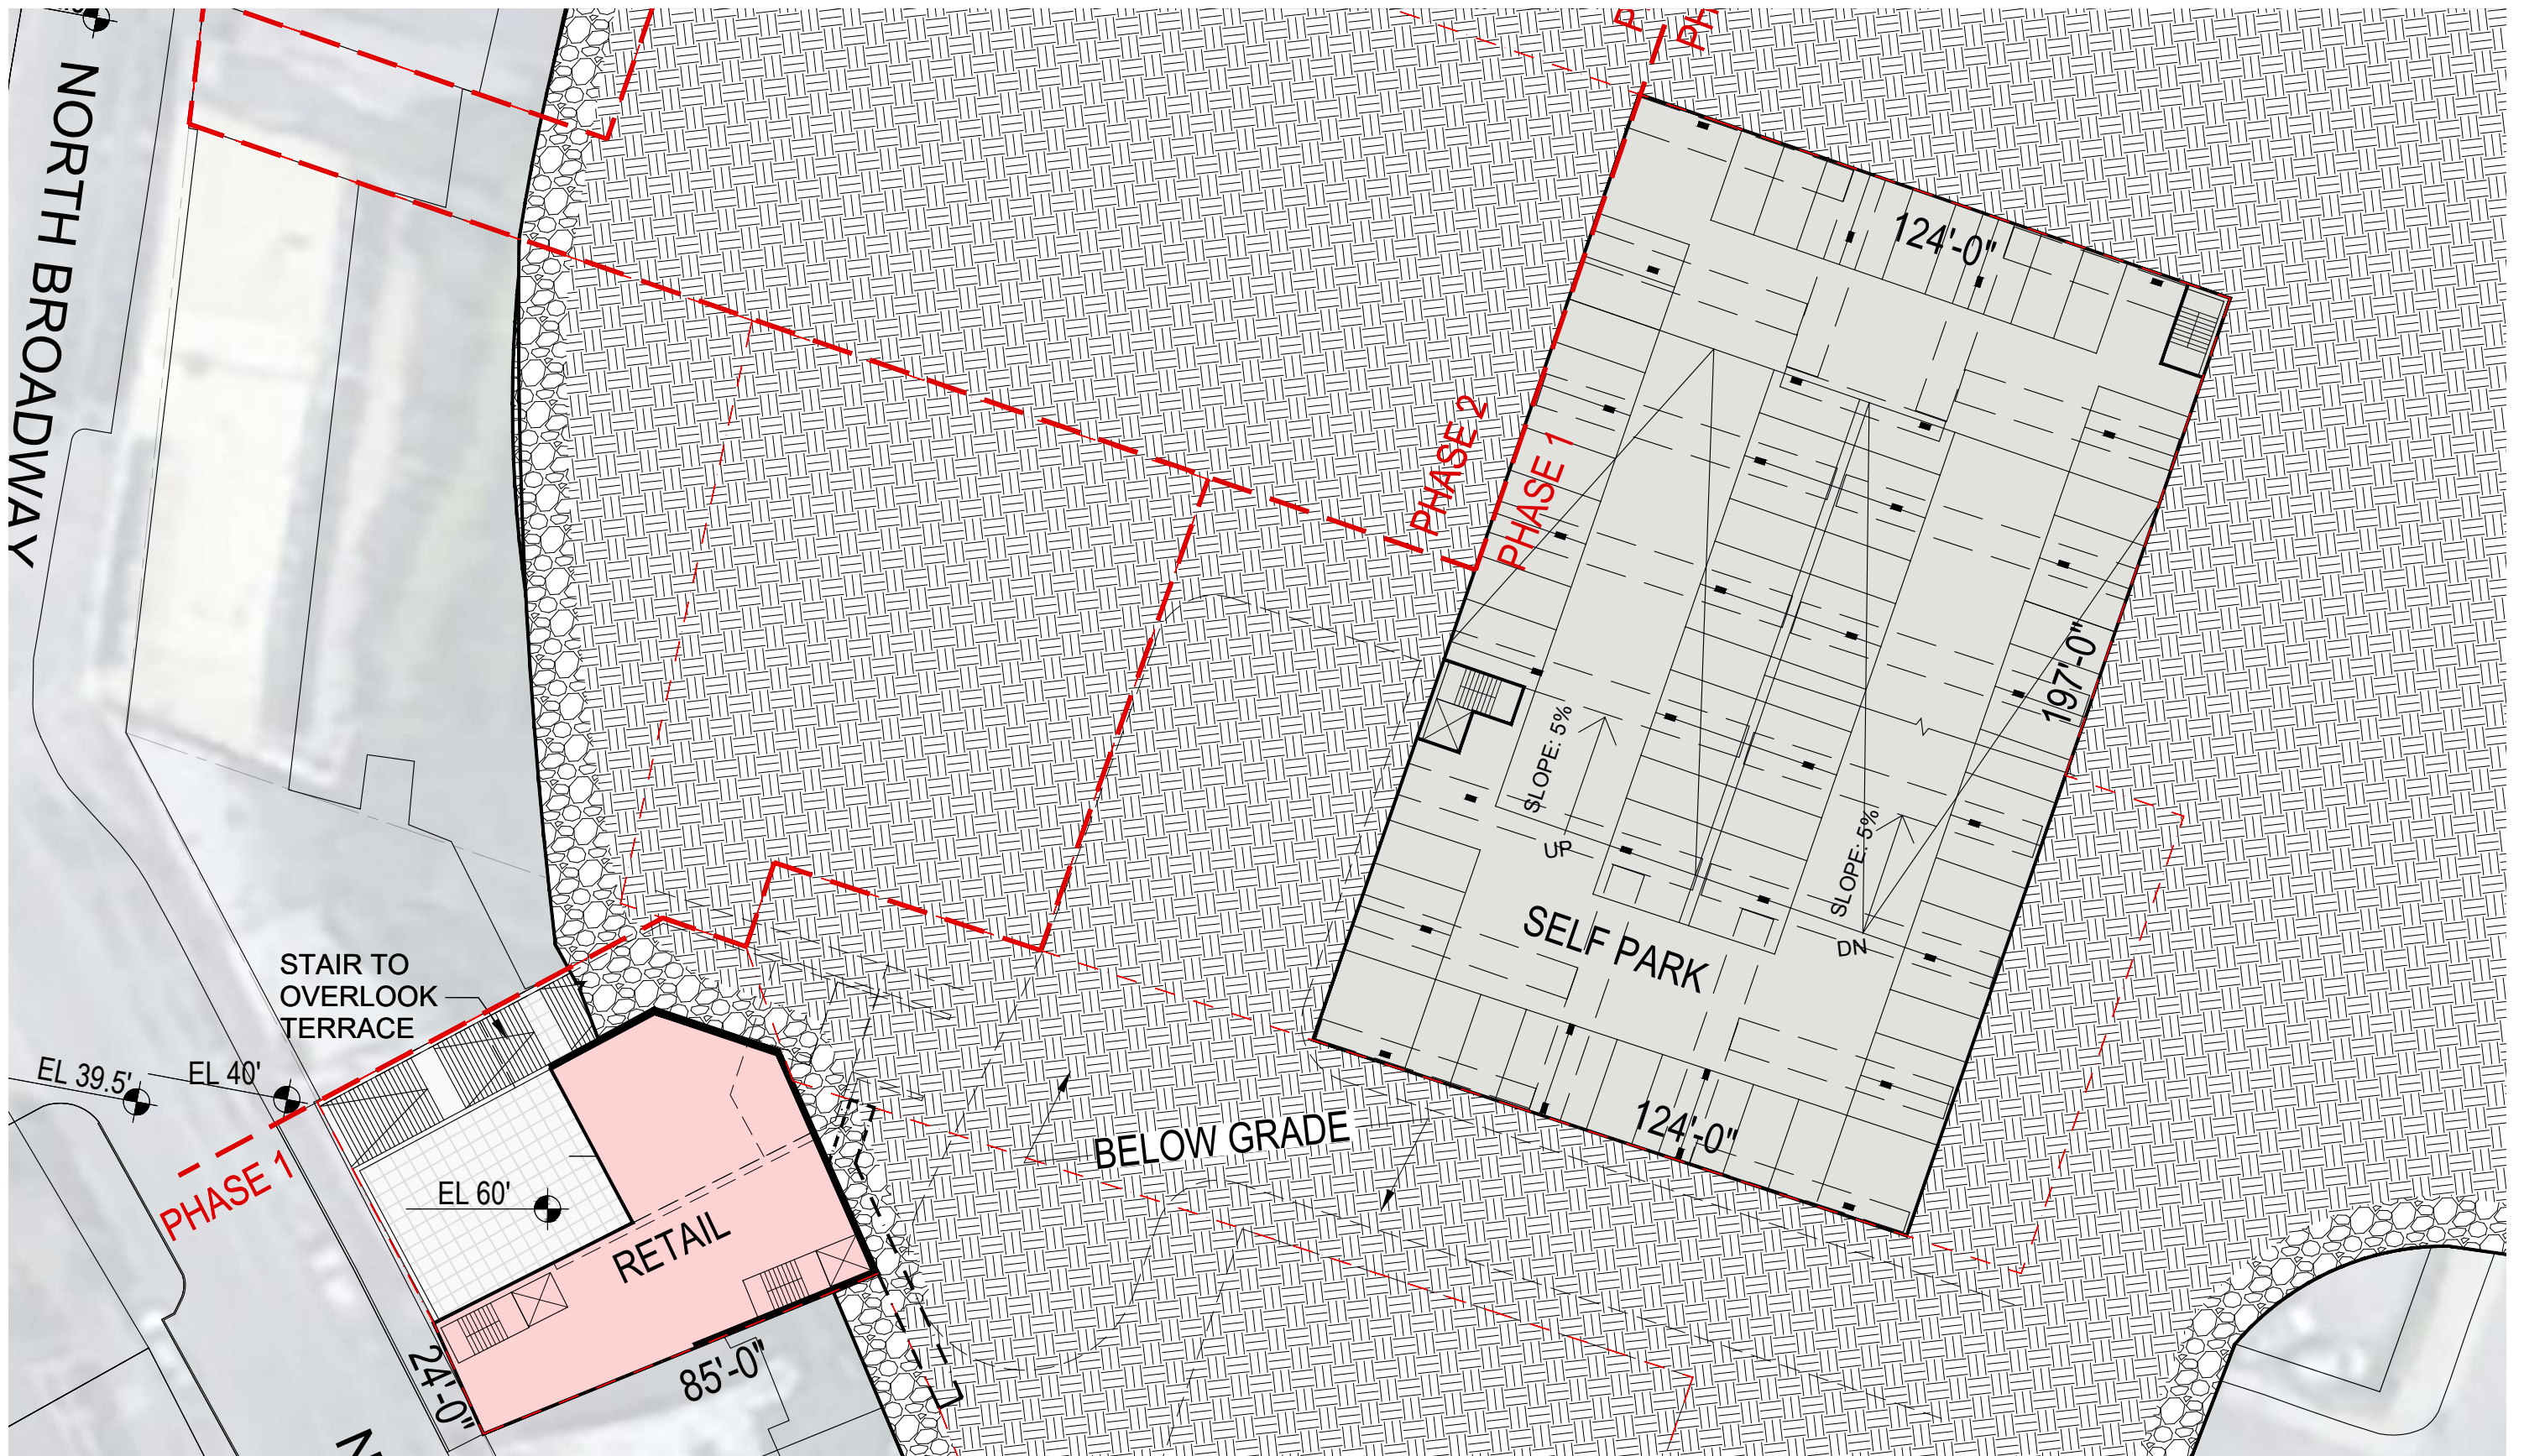 NORTH BROADWAY
124'-0"
PHASE 2
PHASE 1
197'-0"
SLOPE: 5%
SLOPE: 5%
UP
DN
SELF PARK
STAIR TO
OVERLOOK
TERRACE
EL 39.5'
EL 40'
PHASE 1
EL 60'
RETAIL
BELOW GRADE
124'-0"
24'-0"
85'-0"